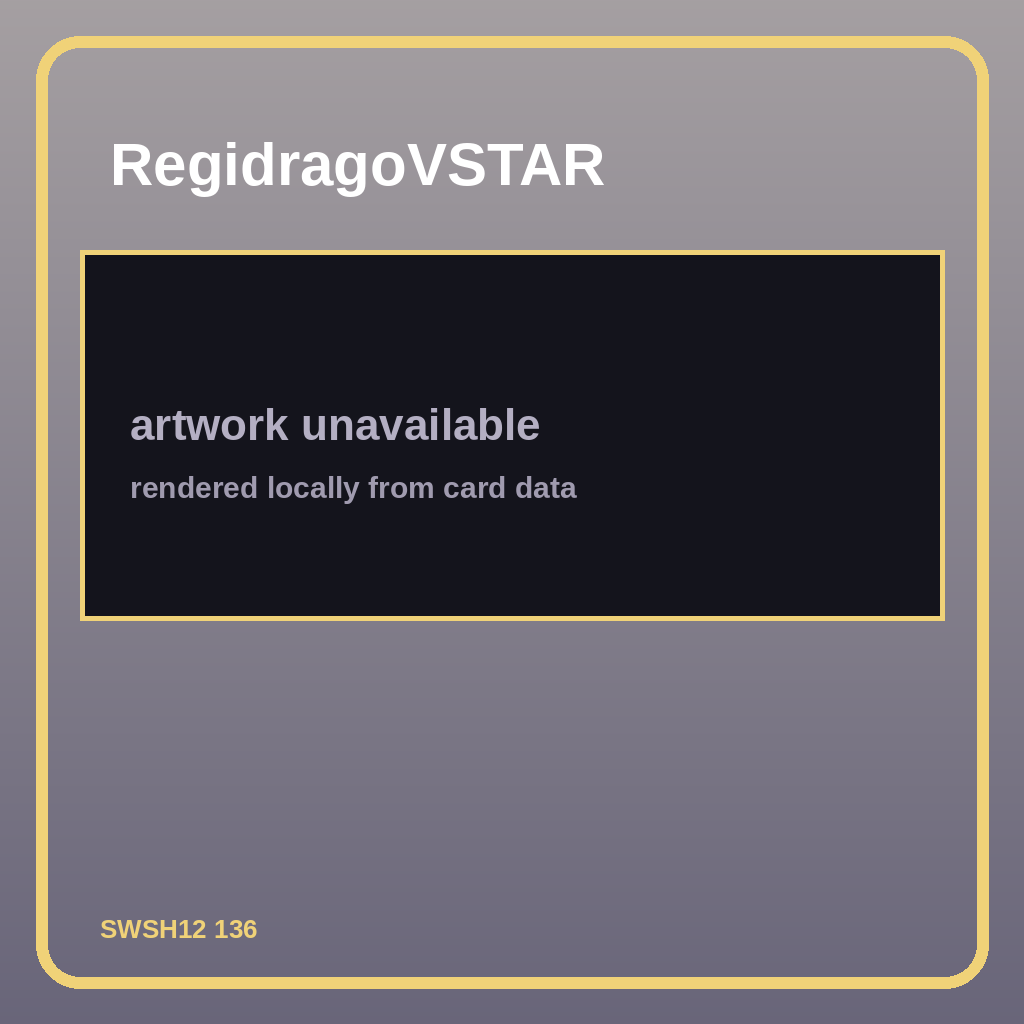 RegidragoVSTAR
artwork unavailable
rendered locally from card data
SWSH12 136